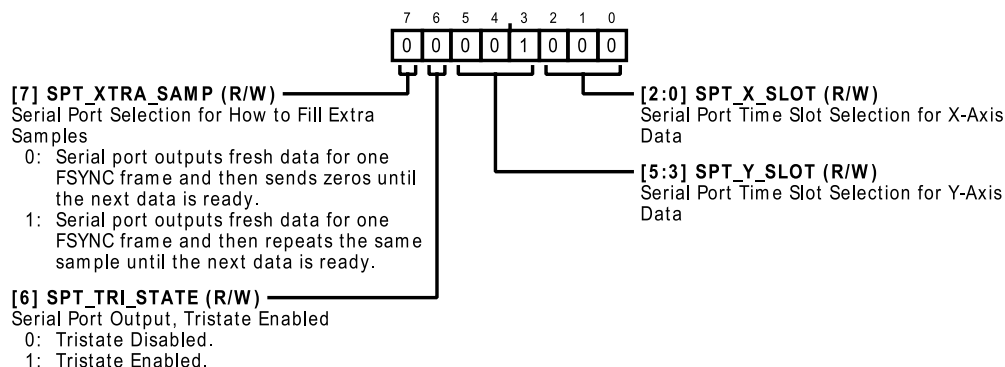 7 6 5 4 3 2 1 0
0 0 0 0 1 0 0 0
[7] SPT_XTRA_SAMP (R/W)
Serial Port Selection for How to Fill Extra
Samples
0: Serial port outputs fresh data for one
FSYNC frame and then sends zeros until
the next data is ready.
1: Serial port outputs fresh data for one
FSYNC frame and then repeats the same
sample until the next data is ready.
[6] SPT_TRI_STATE (R/W)
Serial Port Output, Tristate Enabled
0: Tristate Disabled.
1: Tristate Enabled.
[2:0] SPT_X_SLOT (R/W)
Serial Port Time Slot Selection for X-Axis
Data
[5:3] SPT_Y_SLOT (R/W)
Serial Port Time Slot Selection for Y-Axis
Data